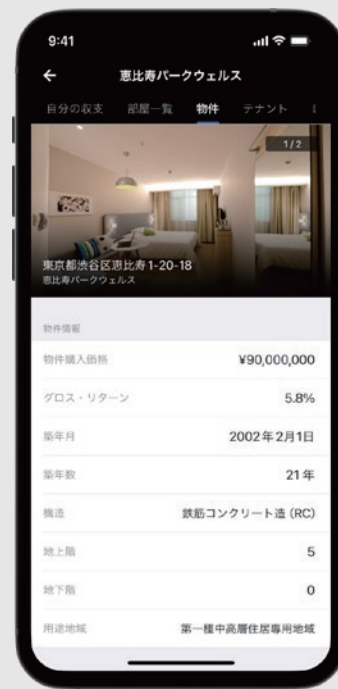 9:41
恵比寿パークウェルス
自分の収支 部屋一覧 物件 テナント
1/2
東京都渋谷区恵比寿1-20-18
恵比寿パークウェルス
物件情報
物件購入価格 ¥90,000,000
グロス・リターン 5.8%
築年月 2002年2月1日
築年数 21年
構造 鉄筋コンクリート造 (RC)
地上階 5
地下階 0
用途地域 第一種中高層住居専用地域